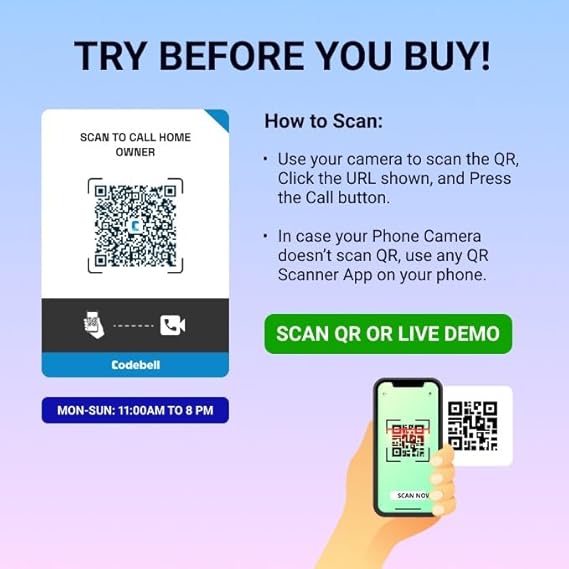 TRY BEFORE YOU BUY!
SCAN TO CALL HOME
OWNER
Codebell
MON-SUN: 11:00AM TO 8 PM
How to Scan:
• Use your camera to scan the QR,
Click the URL shown, and Press
the Call button.
• In case your Phone Camera
doesn't scan QR, use any QR
Scanner App on your phone.
SCAN QR OR LIVE DEMO
SCAN NOW